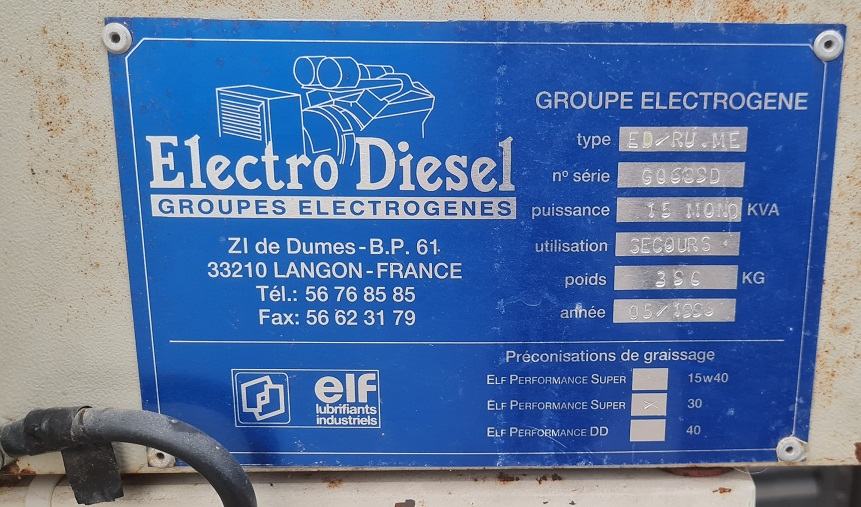 Electro Diesel
GROUPES ELECTROGENES
ZI de Dumes - B.P. 61
33210 LANGON - FRANCE
Tél.: 56 76 85 85
Fax: 56 62 31 79
GROUPE ELECTROGENE
type ED/RU.ME
n° série
puissance 15 MONO KVA
utilisation SECOURS
poids KG
année
elf
lubrifiants
industriels
Préconisations de graissage
ELF PERFORMANCE SUPER 15w40
ELF PERFORMANCE SUPER × 30
ELF PERFORMANCE DD 40